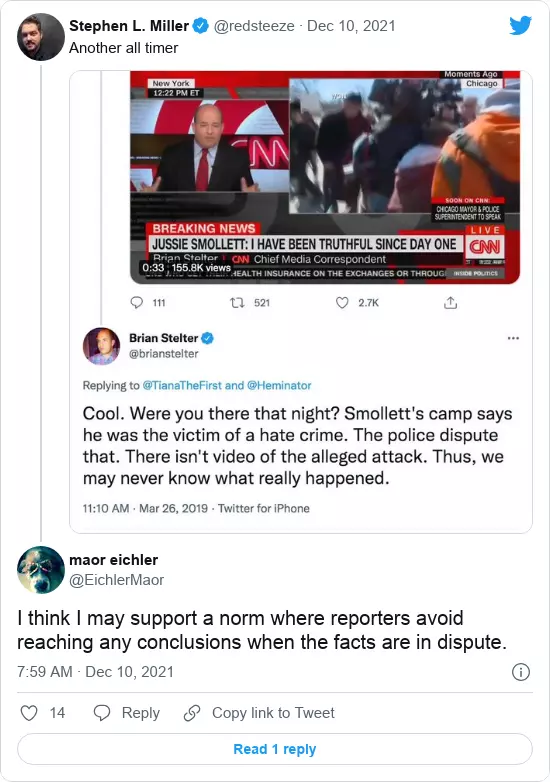 Stephen L. Miller @redsteeze · Dec 10, 2021
Another all timer
New York
12:22 PM ET
Moments Ago
Chicago
CNN
SOON ON CNN:
CHICAGO MAYOR & POLICE
SUPERINTENDENT TO SPEAK
BREAKING NEWS
LIVE
JUSSIE SMOLLETT: I HAVE BEEN TRUTHFUL SINCE DAY ONE
CNN
Brian Stelter | CNN Chief Media Correspondent
0:33 · 155.8K views
HEALTH INSURANCE ON THE EXCHANGES OR THROUG
INSIDE POLITICS
111 521 2.7K
Brian Stelter
@brianstelter
Replying to @TianaTheFirst and @Heminator
Cool. Were you there that night? Smollett's camp says
he was the victim of a hate crime. The police dispute
that. There isn't video of the alleged attack. Thus, we
may never know what really happened.
11:10 AM · Mar 26, 2019 · Twitter for iPhone
maor eichler
@EichlerMaor
I think I may support a norm where reporters avoid
reaching any conclusions when the facts are in dispute.
7:59 AM · Dec 10, 2021
14 Reply Copy link to Tweet
Read 1 reply